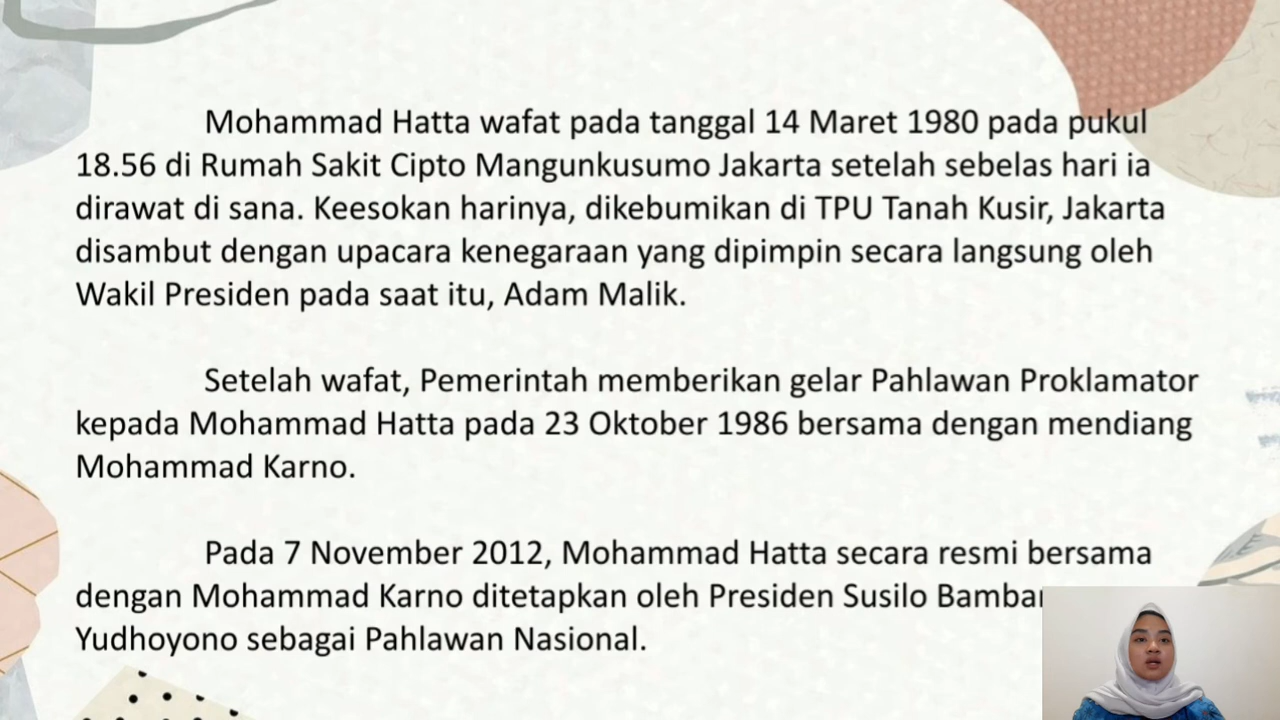 Mohammad Hatta wafat pada tanggal 14 Maret 1980 pada pukul
18.56 di Rumah Sakit Cipto Mangunkusumo Jakarta setelah sebelas hari ia
dirawat di sana. Keesokan harinya, dikebumikan di TPU Tanah Kusir, Jakarta
disambut dengan upacara kenegaraan yang dipimpin secara langsung oleh
Wakil Presiden pada saat itu, Adam Malik.
Setelah wafat, Pemerintah memberikan gelar Pahlawan Proklamator
kepada Mohammad Hatta pada 23 Oktober 1986 bersama dengan mendiang
Mohammad Karno.
Pada 7 November 2012, Mohammad Hatta secara resmi bersama
dengan Mohammad Karno ditetapkan oleh Presiden Susilo
Yudhoyono sebagai Pahlawan Nasional.